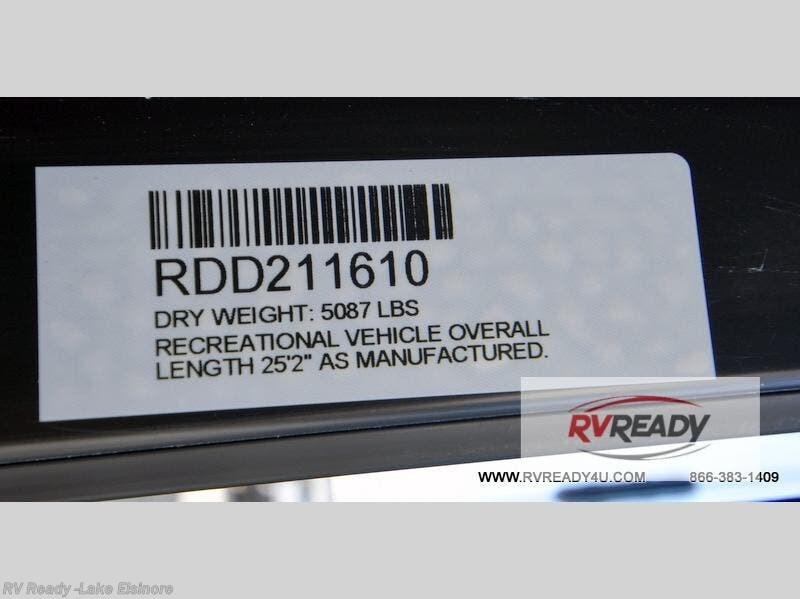 RDD211610
DRY WEIGHT: 5087 LBS
RECREATIONAL VEHICLE OVERALL
LENGTH 25'2" AS MANUFACTURED.
RVREADY
WWW.RVREADY4U.COM 866-383-1409
RV Ready -Lake Elsinore